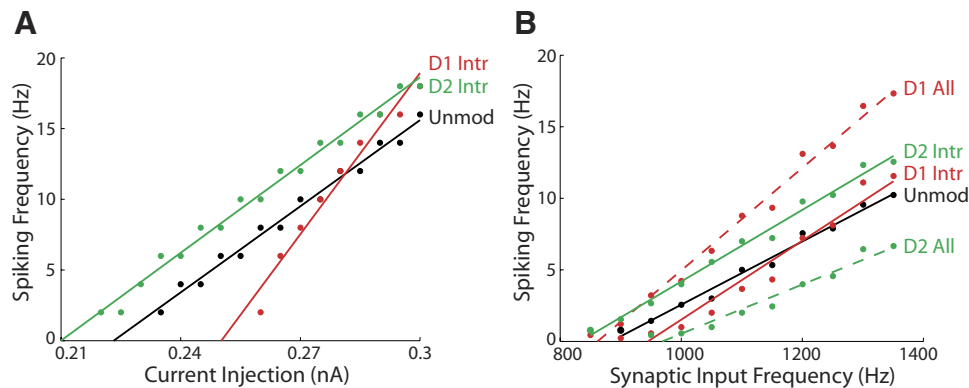 A
B
20
15
10
5
0
0.21
0.24
0.27
0.3
Spiking Frequency (Hz)
Current Injection (nA)
D1 Intr
D2 Intr
Unmod
20
15
10
5
0
800
1000
1200
1400
Spiking Frequency (Hz)
Synaptic Input Frequency (Hz)
D1 All
D2 Intr
D1 Intr
Unmod
D2 All